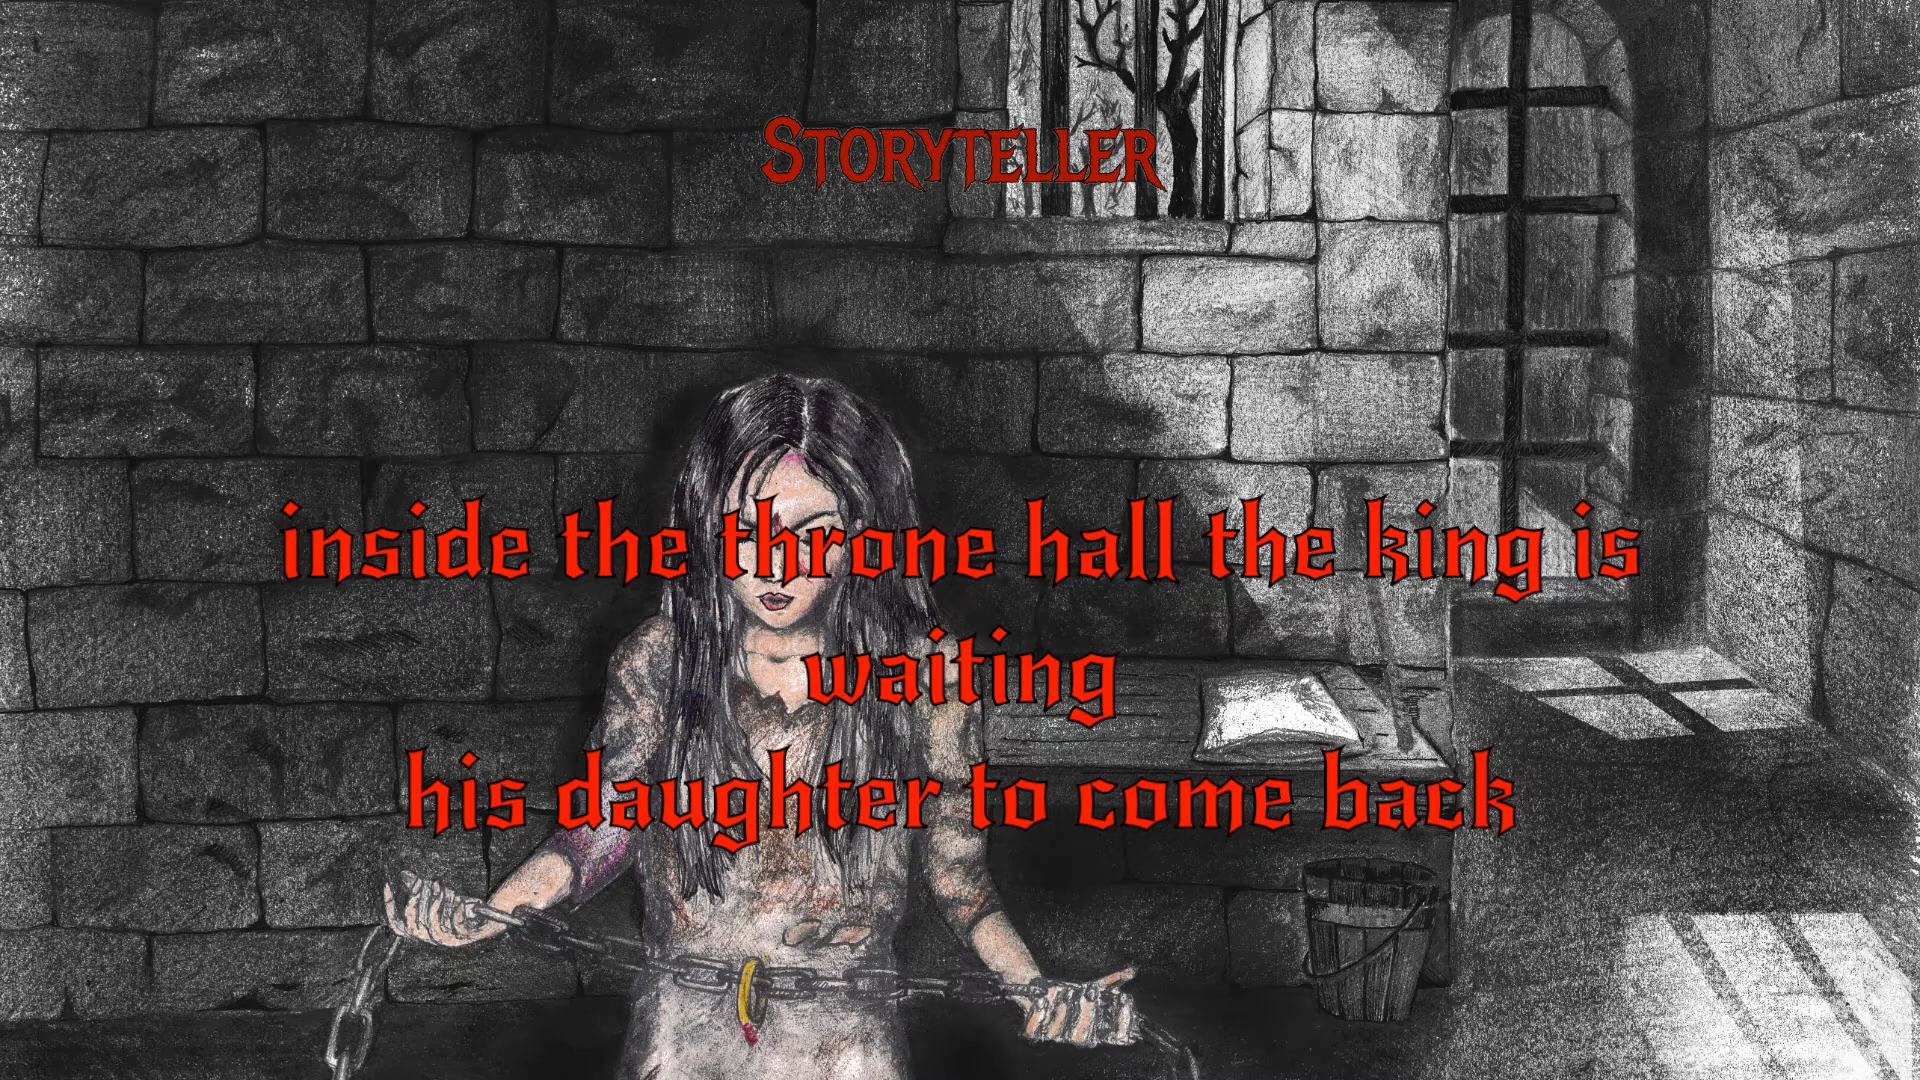 Storyteller
inside the throne hall the king is
waiting
his daughter to come back